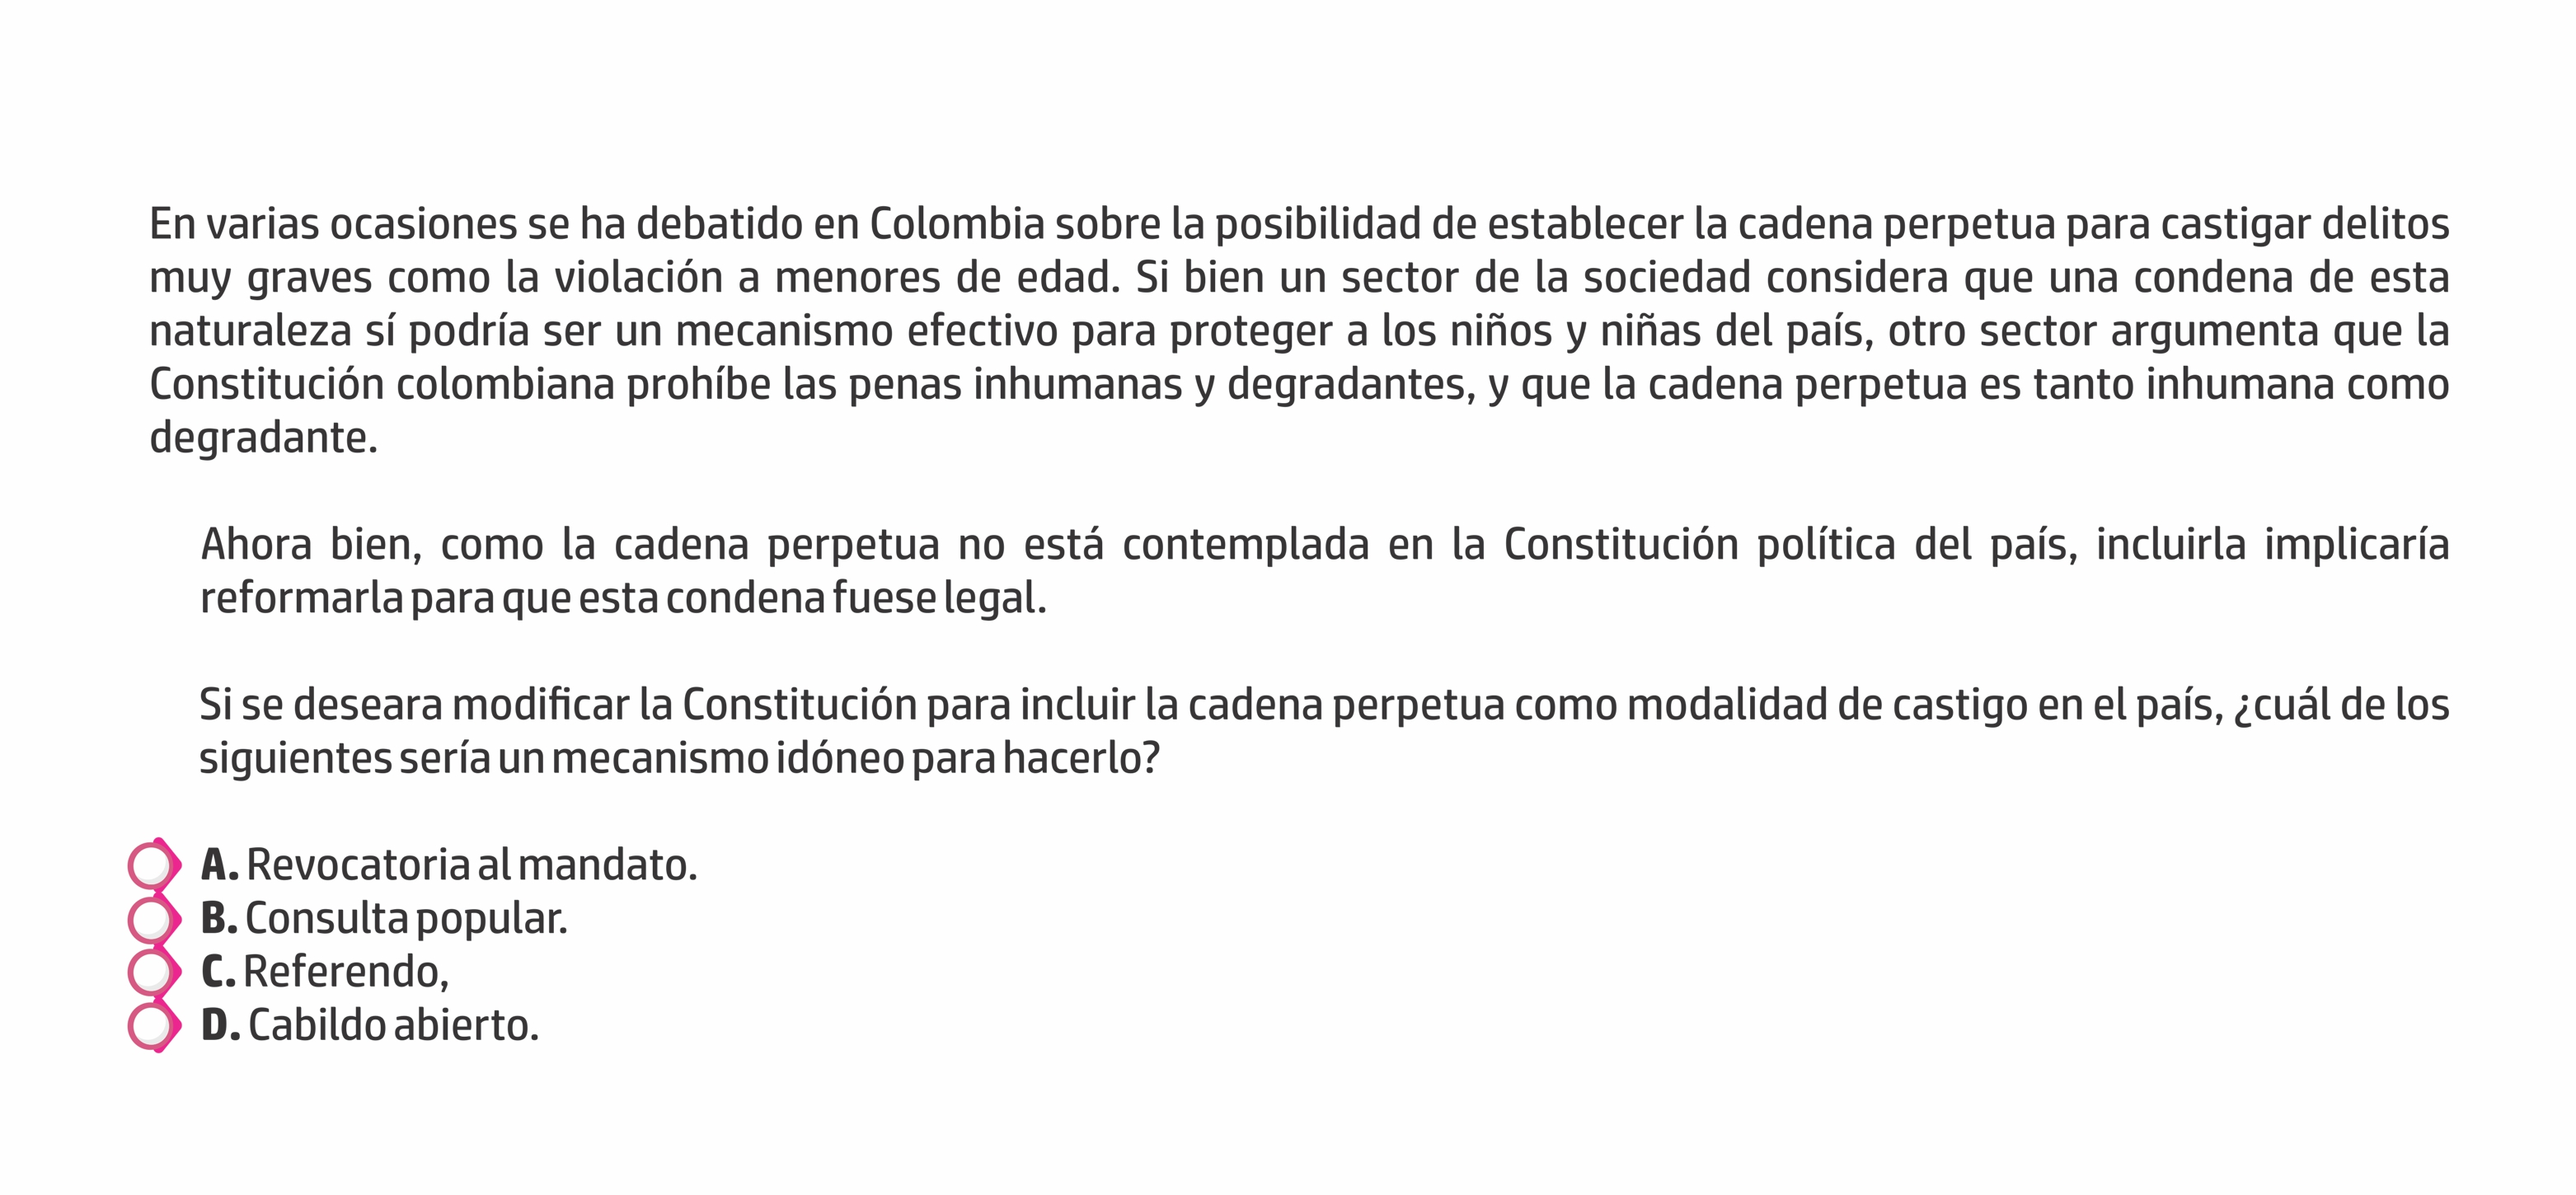 En varias ocasiones se ha debatido en Colombia sobre la posibilidad de establecer la cadena perpetua para castigar delitos
muy graves como la violación a menores de edad. Si bien un sector de la sociedad considera que una condena de esta
naturaleza sí podría ser un mecanismo efectivo para proteger a los niños y niñas del país, otro sector argumenta que la
Constitución colombiana prohíbe las penas inhumanas y degradantes, y que la cadena perpetua es tanto inhumana como
degradante.
Ahora bien, como la cadena perpetua no está contemplada en la Constitución política del país, incluirla implicaría
reformarla para que esta condena fuese legal.
Si se deseara modificar la Constitución para incluir la cadena perpetua como modalidad de castigo en el país, ¿cuál de los
siguientes sería un mecanismo idóneo para hacerlo?
A. Revocatoria al mandato.
B. Consulta popular.
C. Referendo,
D. Cabildo abierto.